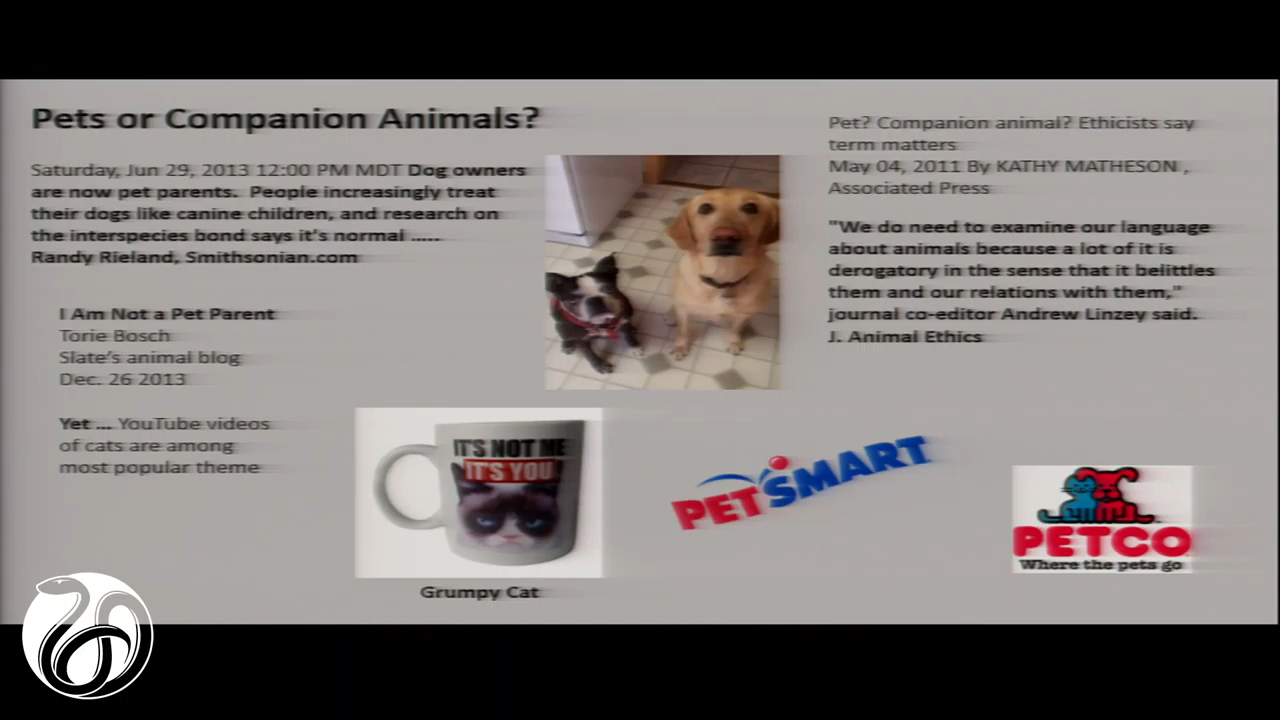 Pets or Companion Animals?
Saturday, Jun 29, 2013 12:00 PM MDT Dog owners
are now pet parents. People increasingly treat
their dogs like canine children, and research on
the interspecies bond says it's normal .....
Randy Rieland, Smithsonian.com
I Am Not a Pet Parent
Torie Bosch
Slate's animal blog
Dec. 26 2013
Yet ... YouTube videos
of cats are among
most popular theme
IT'S NOT ME
IT'S YOU
Grumpy Cat
Pet? Companion animal? Ethicists say
term matters
May 04, 2011 By KATHY MATHESON ,
Associated Press
"We do need to examine our language
about animals because a lot of it is
derogatory in the sense that it belittles
them and our relations with them,"
journal co-editor Andrew Linzey said.
J. Animal Ethics
PETSMART
PETCO
Where the pets go